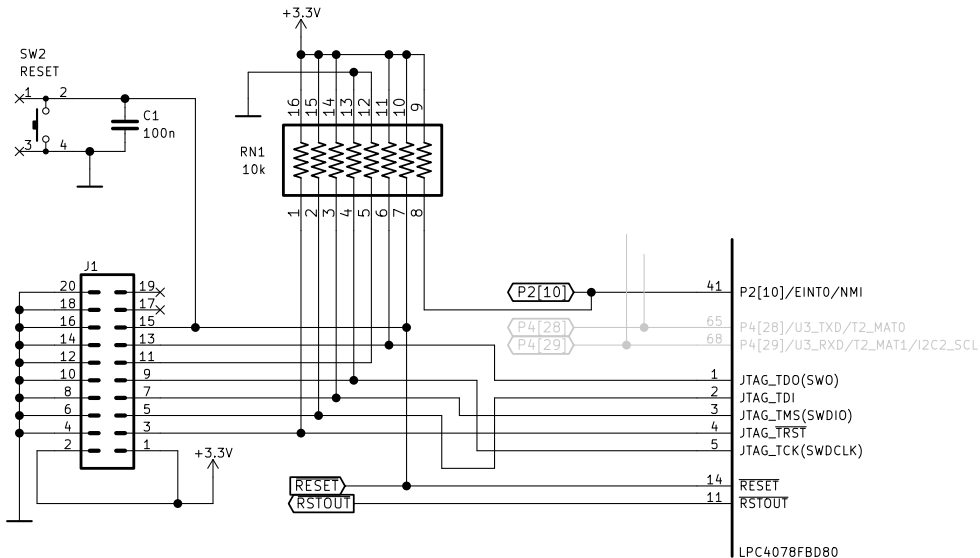 +3.3V
SW2
RESET
1 2
3 4
C1
100n
16 15 14 13 12 11 10 9
RN1
10k
1 2 3 4 5 6 7 8
J1
20 19
18 17
16 15
14 13
12 11
10 9
8 7
6 5
4 3
2 1
+3.3V
P2[10] 41 P2[10]/EINT0/NMI
P4[28] 65 P4[28]/U3_TXD/T2_MAT0
P4[29] 68 P4[29]/U3_RXD/T2_MAT1/I2C2_SCL
1 JTAG_TDO(SWO)
2 JTAG_TDI
3 JTAG_TMS(SWDIO)
4 JTAG_TRST
5 JTAG_TCK(SWDCLK)
RESET 14 RESET
RSTOUT 11 RSTOUT
LPC4078FBD80